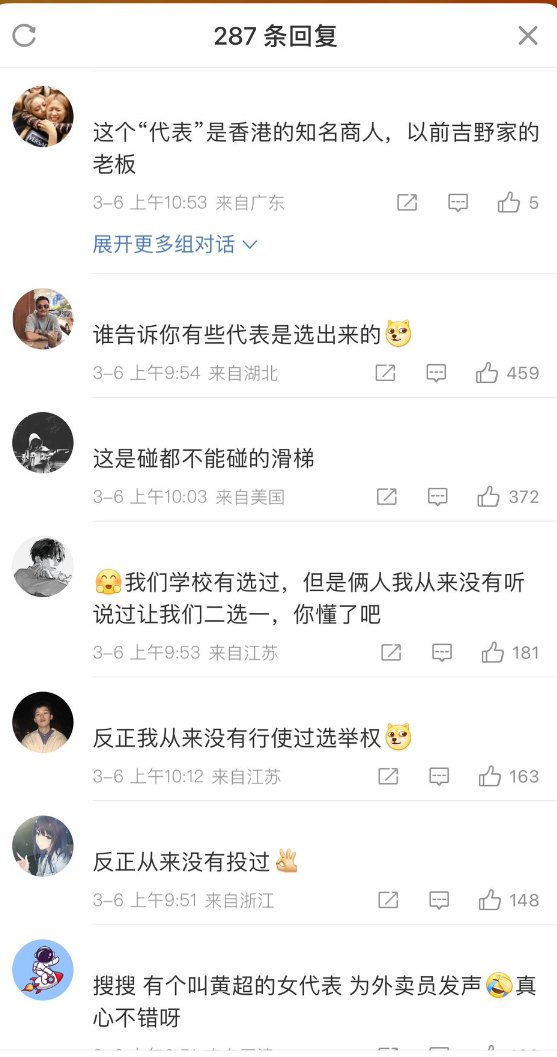 287 条回复
这个“代表”是香港的知名商人，以前吉野家的
老板
3-6 上午10:53 来自广东
5
展开更多组对话
谁告诉你有些代表是选出来的
3-6 上午9:54 来自湖北
459
这是碰都不能碰的滑梯
3-6 上午10:03 来自美国
372
我们学校有选过，但是俩人我从来没有听
说过让我们二选一，你懂了吧
3-6 上午9:53 来自江苏
181
反正我从来没有行使过选举权
3-6 上午10:12 来自江苏
163
反正从来没有投过
3-6 上午9:51 来自浙江
148
搜搜 有个叫黄超的女代表 为外卖员发声 真
心不错呀